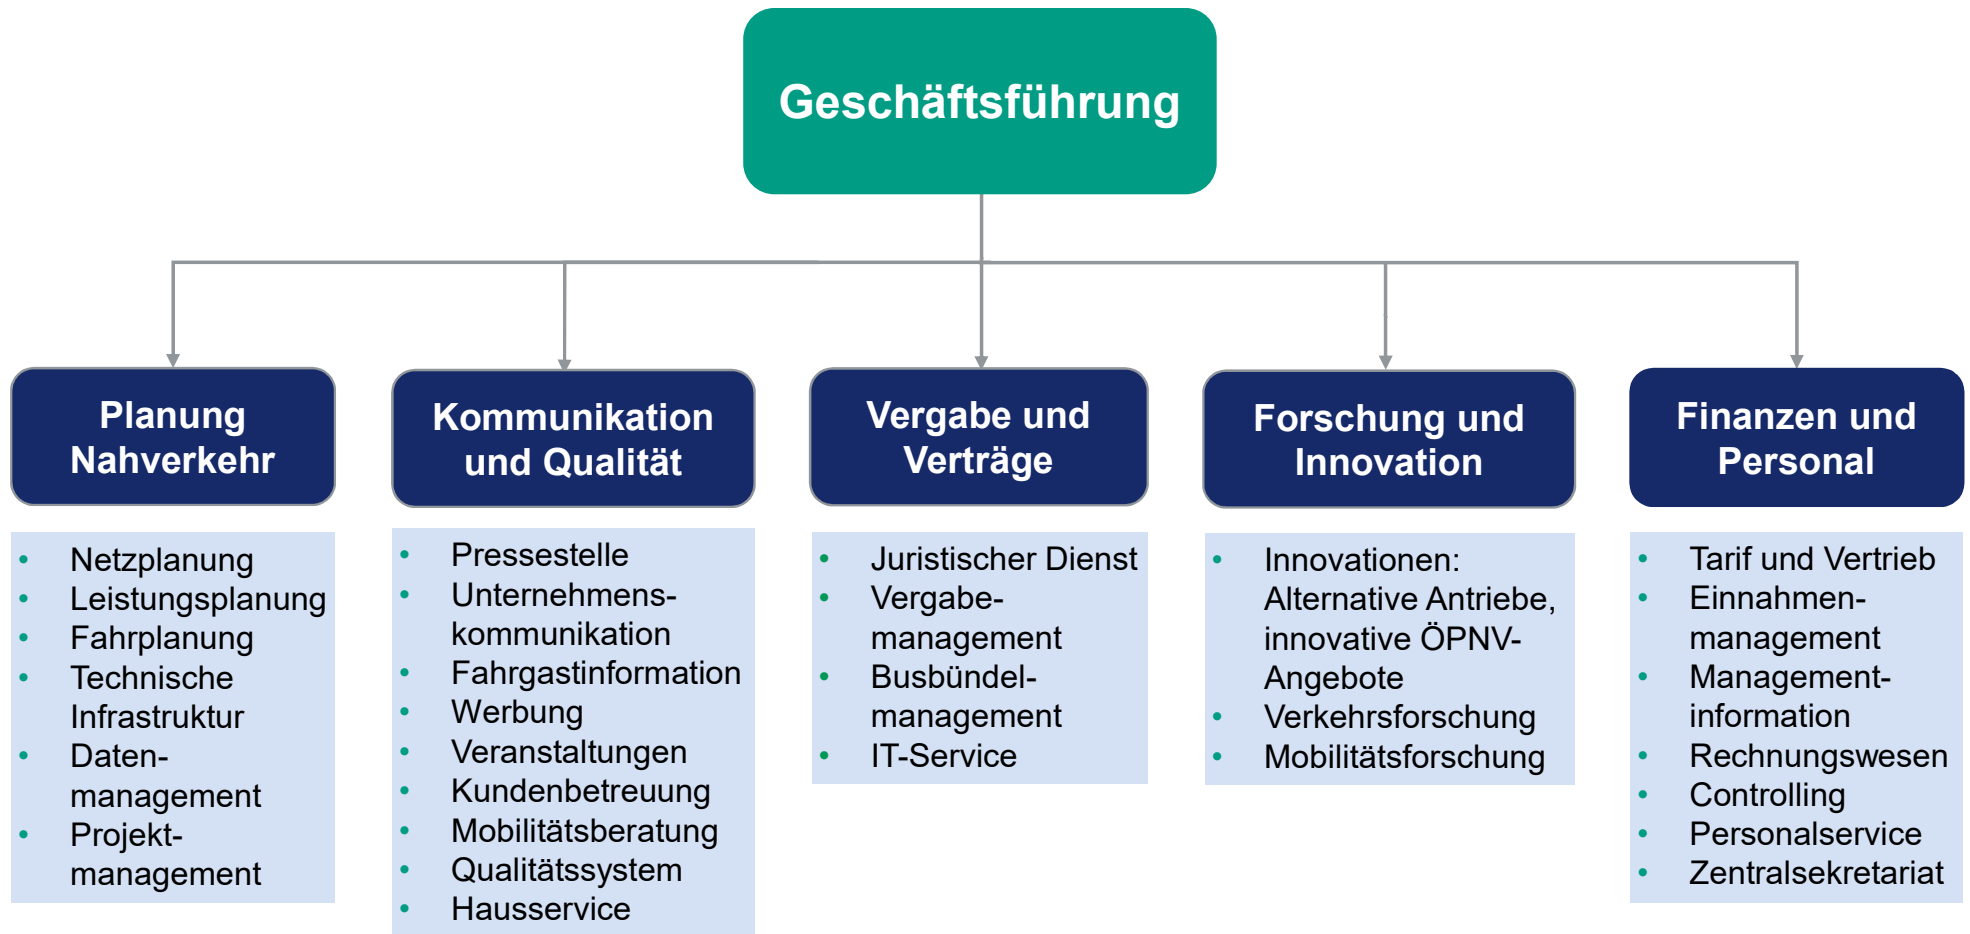 Geschäftsführung
Planung
Nahverkehr
• Netzplanung
• Leistungsplanung
• Fahrplanung
• Technische
Infrastruktur
• Daten-
management
• Projekt-
management
Kommunikation
und Qualität
• Pressestelle
• Unternehmens-
kommunikation
• Fahrgastinformation
• Werbung
• Veranstaltungen
• Kundenbetreuung
• Mobilitätsberatung
• Qualitätssystem
• Hausservice
Vergabe und
Verträge
• Juristischer Dienst
• Vergabe-
management
• Busbündel-
management
• IT-Service
Forschung und
Innovation
• Innovationen:
Alternative Antriebe,
innovative ÖPNV-
Angebote
• Verkehrsforschung
• Mobilitätsforschung
Finanzen und
Personal
• Tarif und Vertrieb
• Einnahmen-
management
• Management-
information
• Rechnungswesen
• Controlling
• Personalservice
• Zentralsekretariat